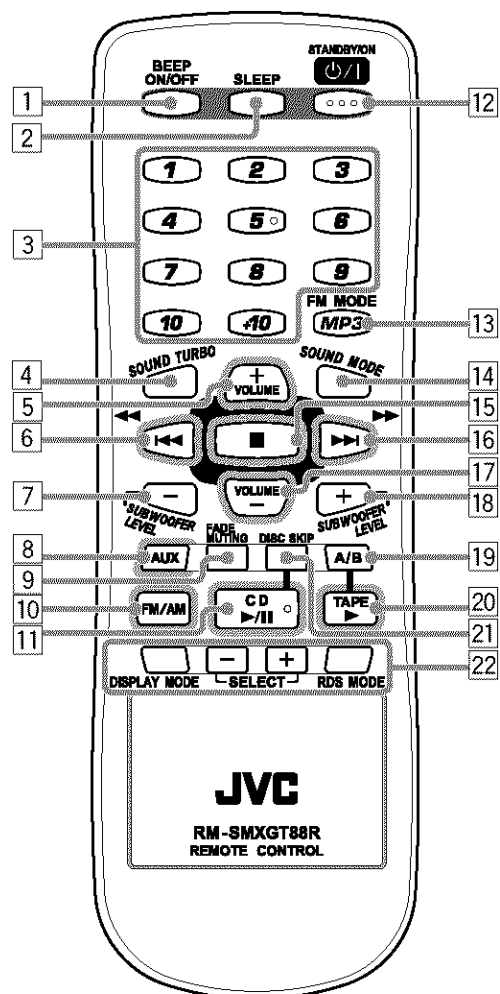 STANDBY/ON
BEEP
ON/OFF
SLEEP
⏻/I
1
2
12
1 2 3
4 5 6
3
7 8 9
FM MODE
10 +10 MP3
13
SOUND TURBO
SOUND MODE
4
14
+
VOLUME
5
15
6
16
17
7
VOLUME
−
−
+
18
SUBWOOFER
LEVEL
SUBWOOFER
LEVEL
FADE
MUTING
DISC SKIP
8
AUX
A/B
19
9
10
FM/AM
CD
▶/II
TAPE
▶
20
11
21
− +
22
DISPLAY MODE
SELECT
RDS MODE
JVC
RM-SMXGT88R
REMOTE CONTROL